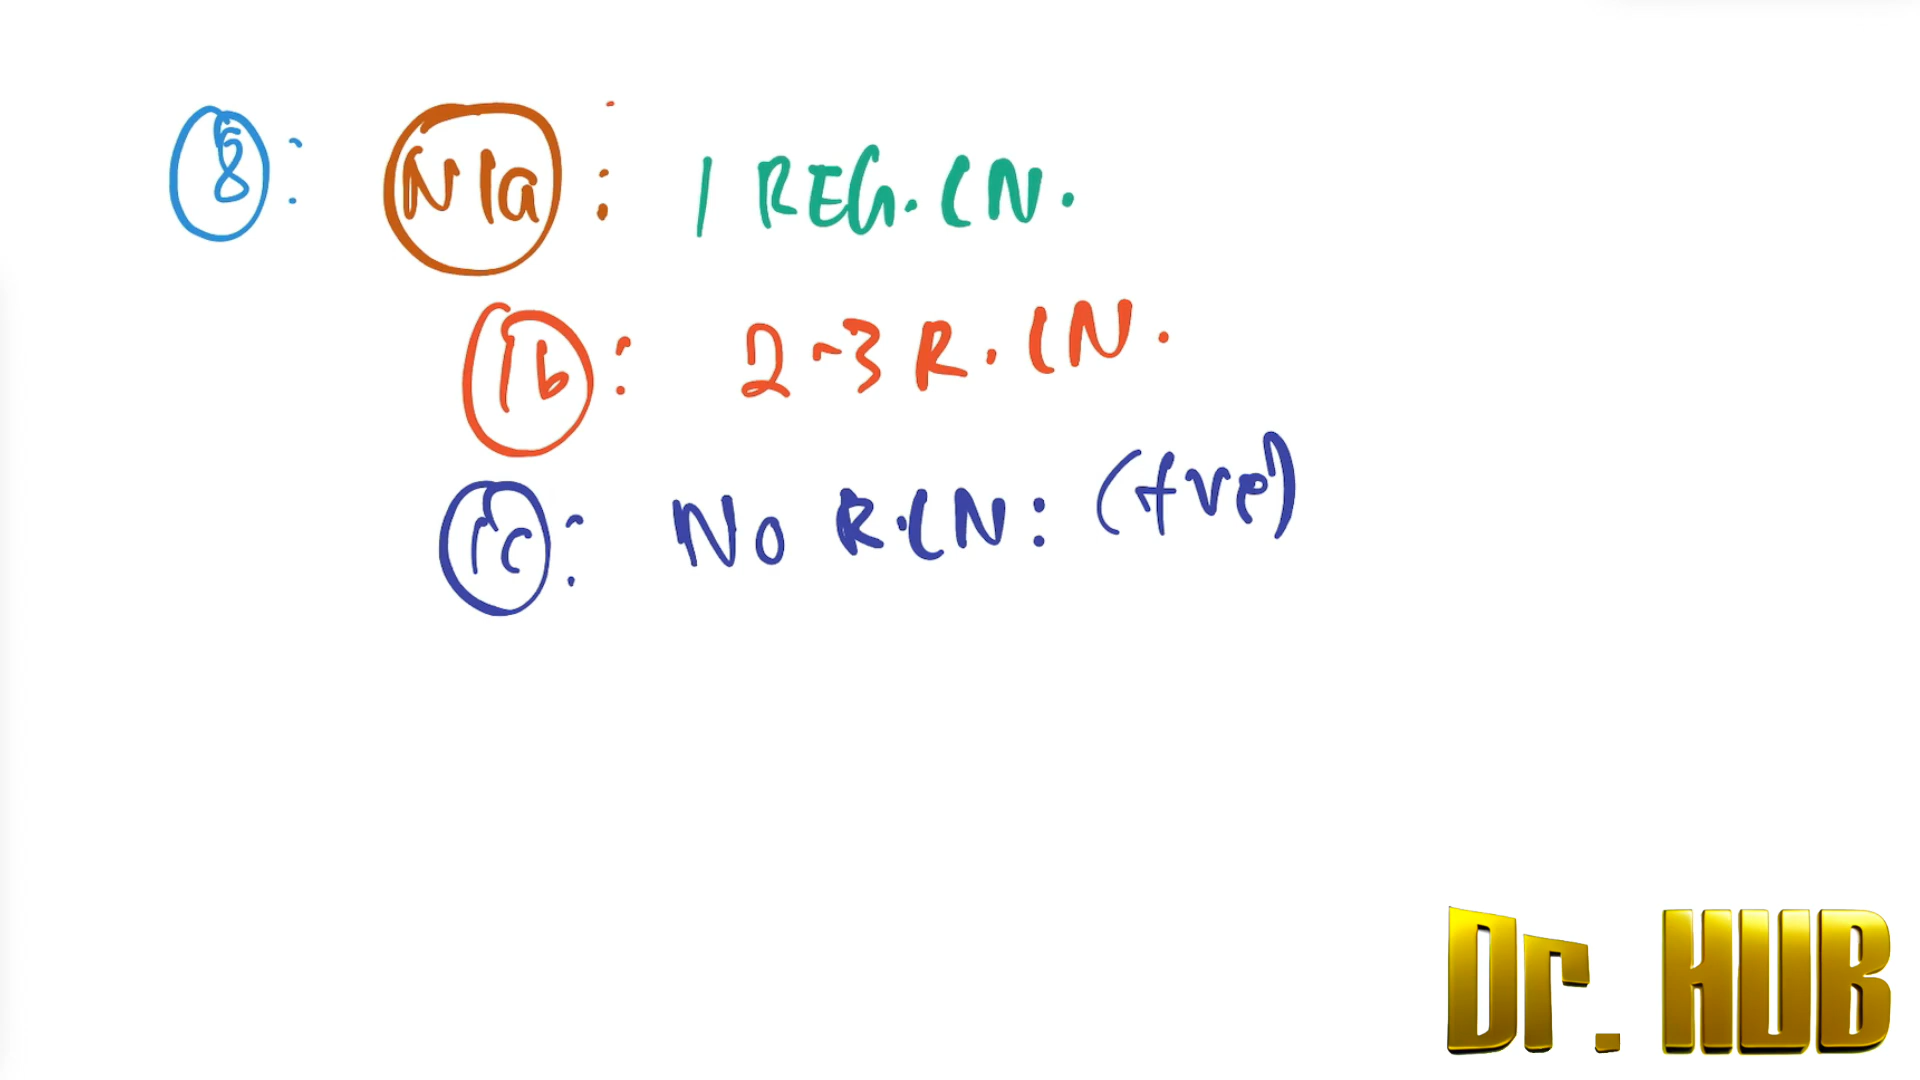 8: N1a: 1 REG. LN.
1b: 2-3 R. LN.
1c: No R.LN: (+ve)
Dr. HUB